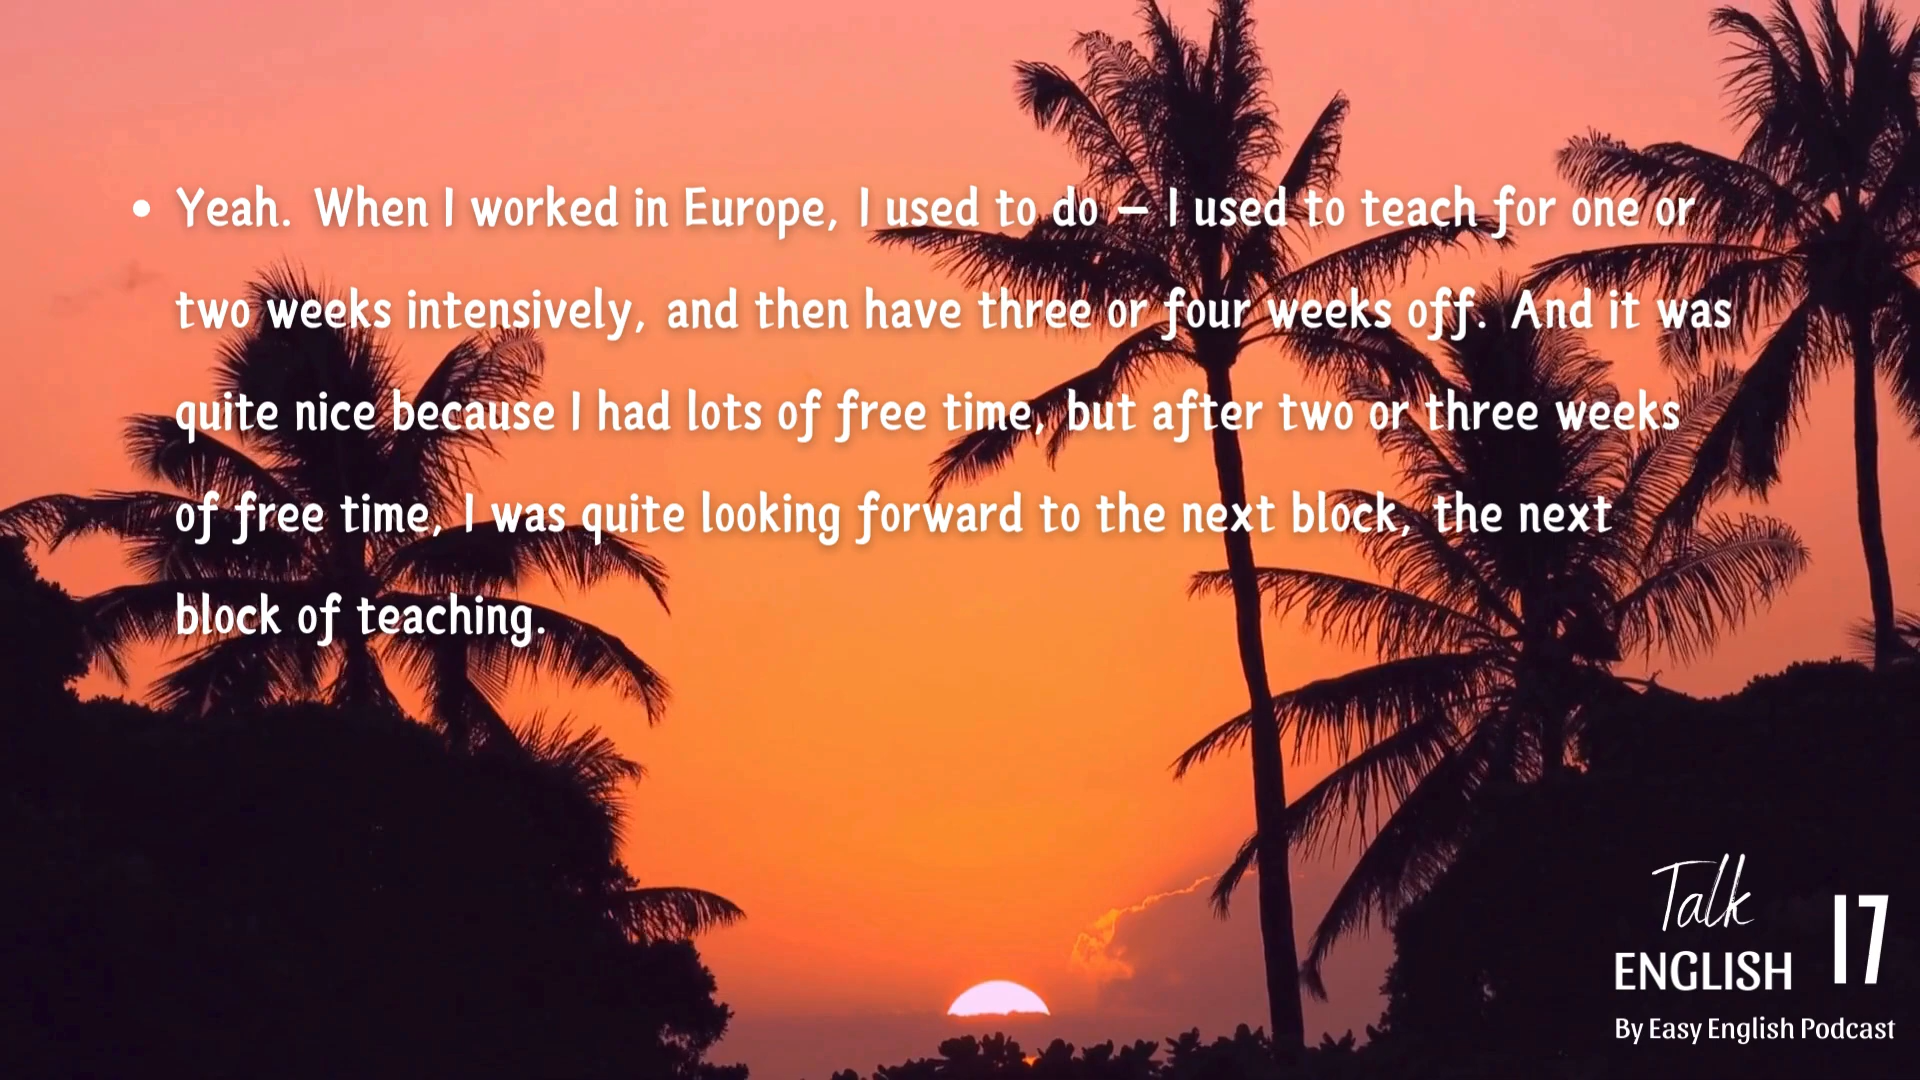 • Yeah. When I worked in Europe, I used to do – I used to teach for one or
two weeks intensively, and then have three or four weeks off. And it was
quite nice because I had lots of free time, but after two or three weeks
of free time, I was quite looking forward to the next block, the next
block of teaching.
Talk
ENGLISH 17
By Easy English Podcast